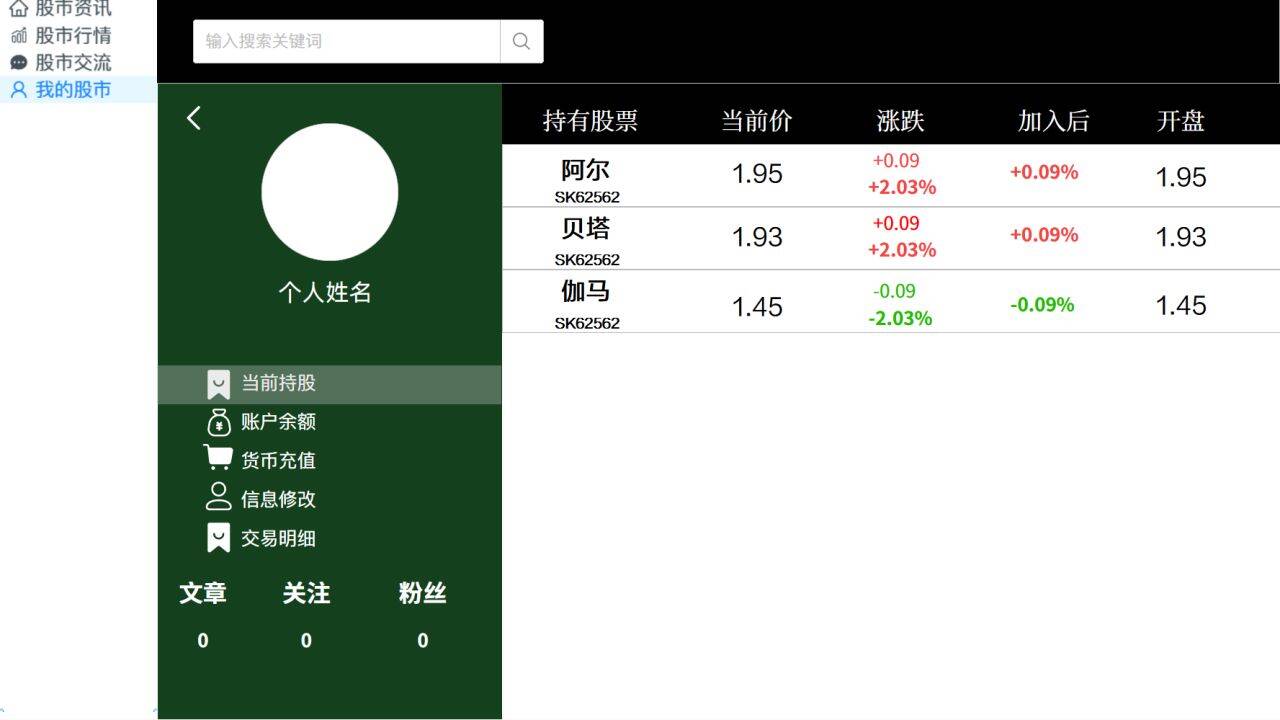 股市资讯
股市行情
股市交流
我的股市
输入搜索关键词
个人姓名
当前持股
账户余额
货币充值
信息修改
交易明细
文章 关注 粉丝
0 0 0
持有股票 当前价 涨跌 加入后 开盘
阿尔 1.95 +0.09 +0.09% 1.95
SK62562 +2.03%
贝塔 1.93 +0.09 +0.09% 1.93
SK62562 +2.03%
伽马 1.45 -0.09 -0.09% 1.45
SK62562 -2.03%